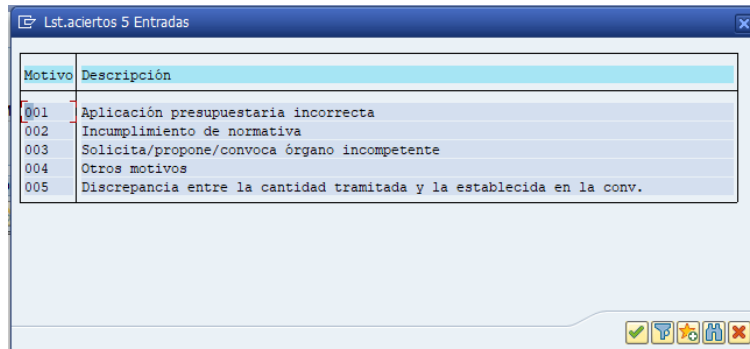 Lst.aciertos 5 Entradas
Motivo Descripción
001 Aplicación presupuestaria incorrecta
002 Incumplimiento de normativa
003 Solicita/propone/convoca órgano incompetente
004 Otros motivos
005 Discrepancia entre la cantidad tramitada y la establecida en la conv.